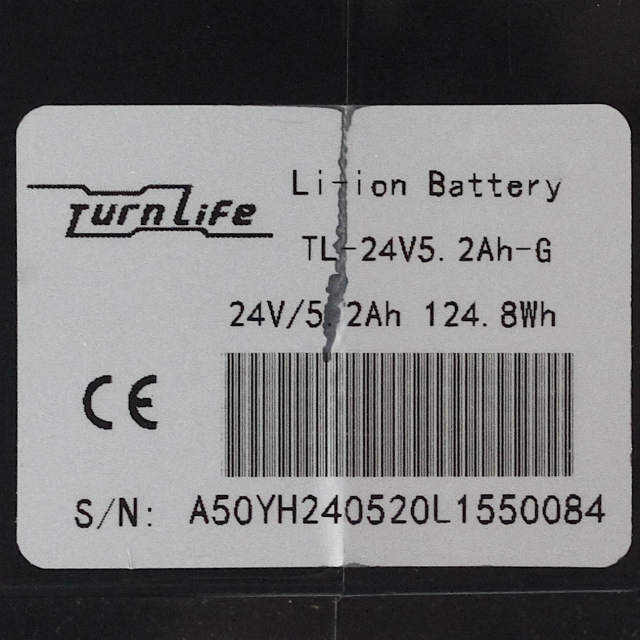 Li-ion Battery
TurnLife
TL-24V5.2Ah-G
24V/5.2Ah 124.8Wh
CE
S/N: A50YH240520L1550084